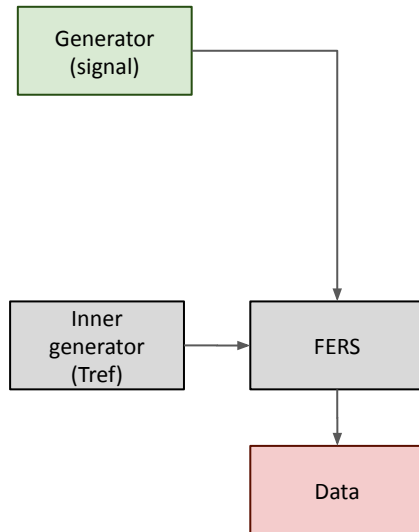 Generator
(signal)
Inner
generator
(Tref)
FERS
Data